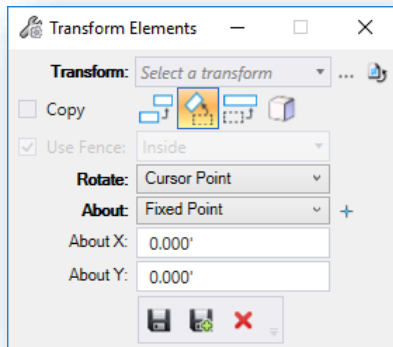 Transform Elements
Transform: Select a transform ...
Copy
Use Fence: Inside
Rotate: Cursor Point
About: Fixed Point
About X: 0.000'
About Y: 0.000'